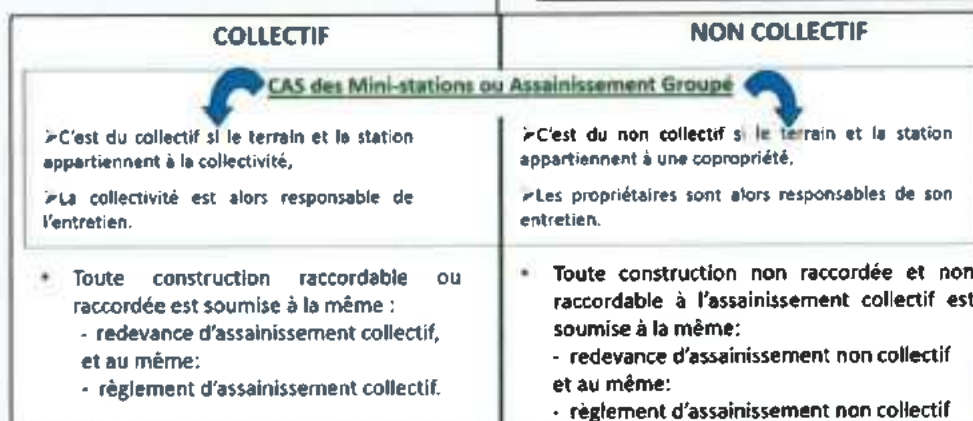 COLLECTIF
NON COLLECTIF
CAS des Mini-stations ou Assainissement Groupé
➢C'est du collectif si le terrain et la station
appartiennent à la collectivité,
➢La collectivité est alors responsable de
l'entretien.
➢C'est du non collectif si le terrain et la station
appartiennent à une copropriété,
➢Les propriétaires sont alors responsables de son
entretien.
• Toute construction raccordable ou
raccordée est soumise à la même :
- redevance d'assainissement collectif,
et au même:
- règlement d'assainissement collectif.
• Toute construction non raccordée et non
raccordable à l'assainissement collectif est
soumise à la même:
- redevance d'assainissement non collectif
et au même:
- règlement d'assainissement non collectif